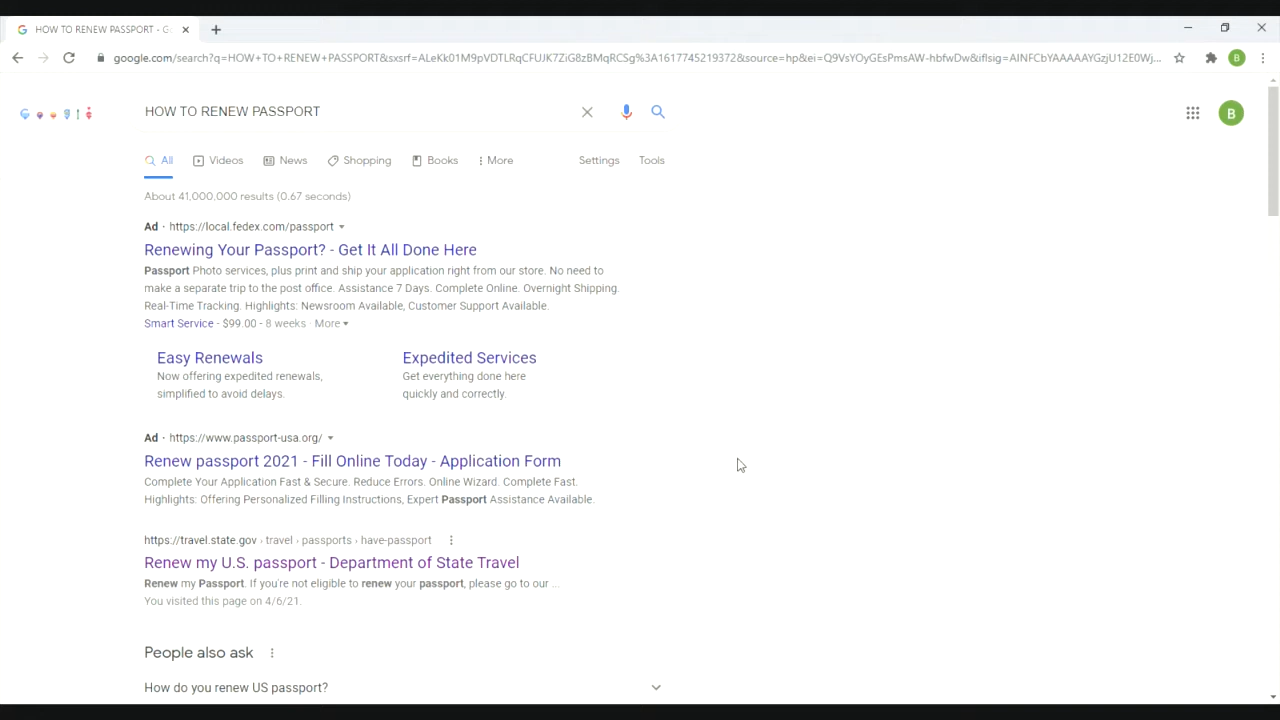 HOW TO RENEW PASSPORT - G
google.com/search?q=HOW+TO+RENEW+PASSPORT&sxsrf=ALeKk01M9pVDTLRqCFUJK7ZiG8zBMqRCSg%3A1617745219372&source=hp&ei=Q9VsYOyGEsPmsAW-hbfwDw&iflsig=AINFCbYAAAAAYGzjU12E0Wj...
B
HOW TO RENEW PASSPORT
B
All Videos News Shopping Books More Settings Tools
About 41,000,000 results (0.67 seconds)
Ad · https://local.fedex.com/passport
Renewing Your Passport? - Get It All Done Here
Passport Photo services, plus print and ship your application right from our store. No need to
make a separate trip to the post office. Assistance 7 Days. Complete Online. Overnight Shipping.
Real-Time Tracking. Highlights: Newsroom Available, Customer Support Available.
Smart Service - $99.00 - 8 weeks · More
Easy Renewals
Now offering expedited renewals,
simplified to avoid delays.
Expedited Services
Get everything done here
quickly and correctly.
Ad · https://www.passport-usa.org/
Renew passport 2021 - Fill Online Today - Application Form
Complete Your Application Fast & Secure. Reduce Errors. Online Wizard. Complete Fast.
Highlights: Offering Personalized Filling Instructions, Expert Passport Assistance Available.
https://travel.state.gov › travel › passports › have-passport
Renew my U.S. passport - Department of State Travel
Renew my Passport. If you're not eligible to renew your passport, please go to our ...
You visited this page on 4/6/21.
People also ask
How do you renew US passport?